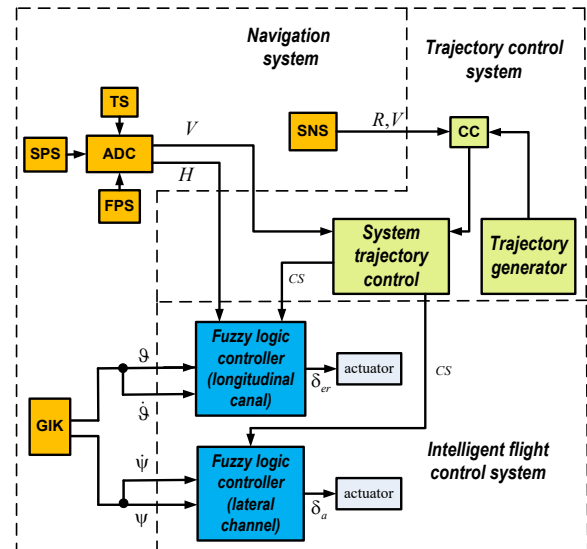 Navigation
system
Trajectory control
system
TS
SPS
ADC
FPS
V
H
SNS
R,V
CC
System
trajectory
control
Trajectory
generator
CS
CS
Fuzzy logic
controller
(longitudinal
canal)
δer
actuator
ϑ
ϑ̇
GIK
ψ̇
ψ
Fuzzy logic
controller
(lateral
channel)
δa
actuator
Intelligent flight
control system